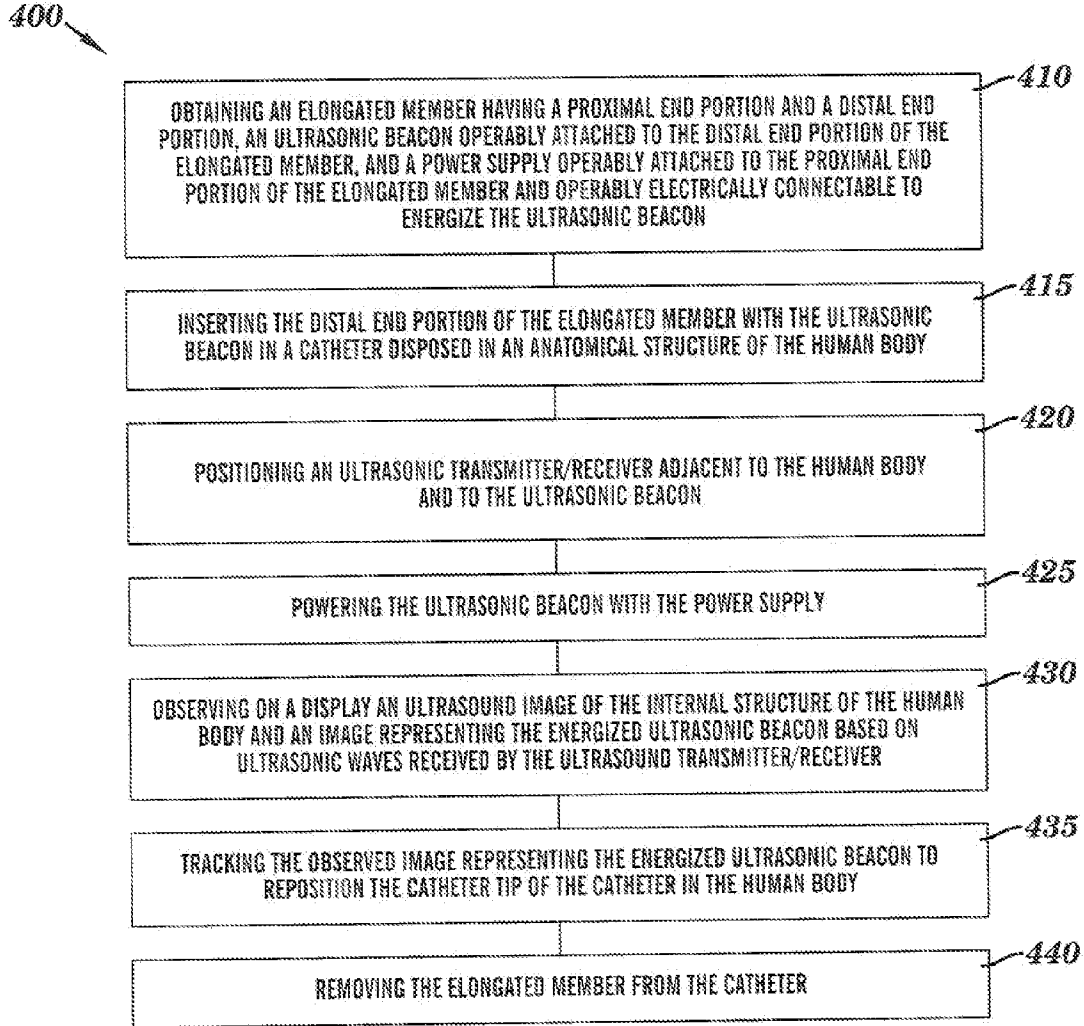 400
410
OBTAINING AN ELONGATED MEMBER HAVING A PROXIMAL END PORTION AND A DISTAL END
PORTION, AN ULTRASONIC BEACON OPERABLY ATTACHED TO THE DISTAL END PORTION OF THE
ELONGATED MEMBER, AND A POWER SUPPLY OPERABLY ATTACHED TO THE PROXIMAL END
PORTION OF THE ELONGATED MEMBER AND OPERABLY ELECTRICALLY CONNECTABLE TO
ENERGIZE THE ULTRASONIC BEACON
415
INSERTING THE DISTAL END PORTION OF THE ELONGATED MEMBER WITH THE ULTRASONIC
BEACON IN A CATHETER DISPOSED IN AN ANATOMICAL STRUCTURE OF THE HUMAN BODY
420
POSITIONING AN ULTRASONIC TRANSMITTER/RECEIVER ADJACENT TO THE HUMAN BODY
AND TO THE ULTRASONIC BEACON
425
POWERING THE ULTRASONIC BEACON WITH THE POWER SUPPLY
430
OBSERVING ON A DISPLAY AN ULTRASOUND IMAGE OF THE INTERNAL STRUCTURE OF THE HUMAN
BODY AND AN IMAGE REPRESENTING THE ENERGIZED ULTRASONIC BEACON BASED ON
ULTRASONIC WAVES RECEIVED BY THE ULTRASOUND TRANSMITTER/RECEIVER
435
TRACKING THE OBSERVED IMAGE REPRESENTING THE ENERGIZED ULTRASONIC BEACON TO
REPOSITION THE CATHETER TIP OF THE CATHETER IN THE HUMAN BODY
440
REMOVING THE ELONGATED MEMBER FROM THE CATHETER